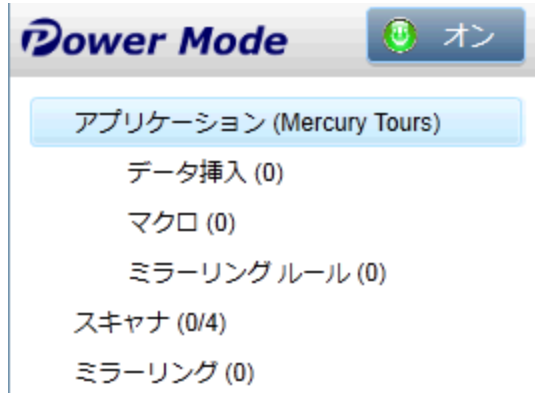 Power Mode オン
アプリケーション (Mercury Tours)
データ挿入 (0)
マクロ (0)
ミラーリング ルール (0)
スキャナ (0/4)
ミラーリング (0)